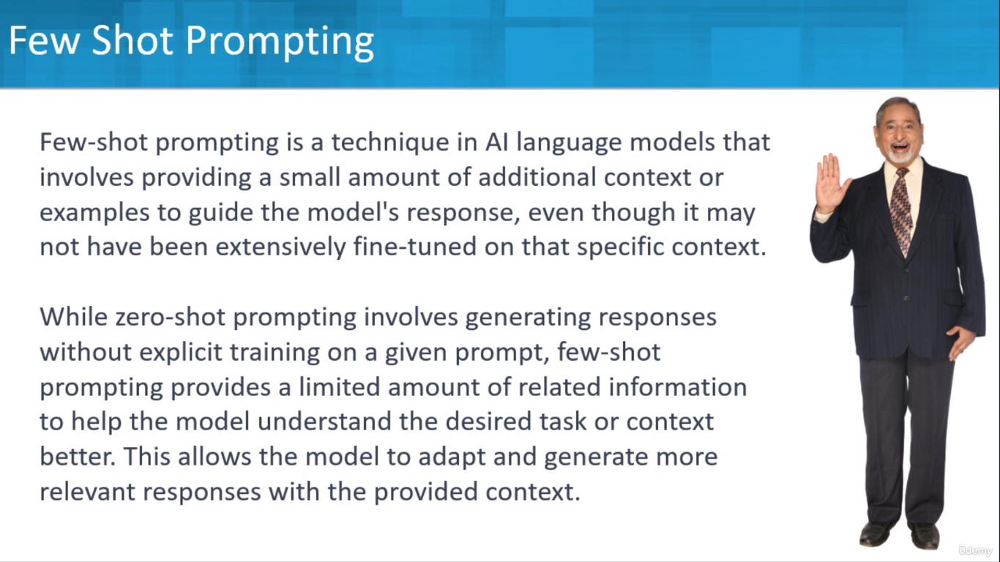 Few Shot Prompting
Few-shot prompting is a technique in AI language models that
involves providing a small amount of additional context or
examples to guide the model's response, even though it may
not have been extensively fine-tuned on that specific context.
While zero-shot prompting involves generating responses
without explicit training on a given prompt, few-shot
prompting provides a limited amount of related information
to help the model understand the desired task or context
better. This allows the model to adapt and generate more
relevant responses with the provided context.
ûdemy